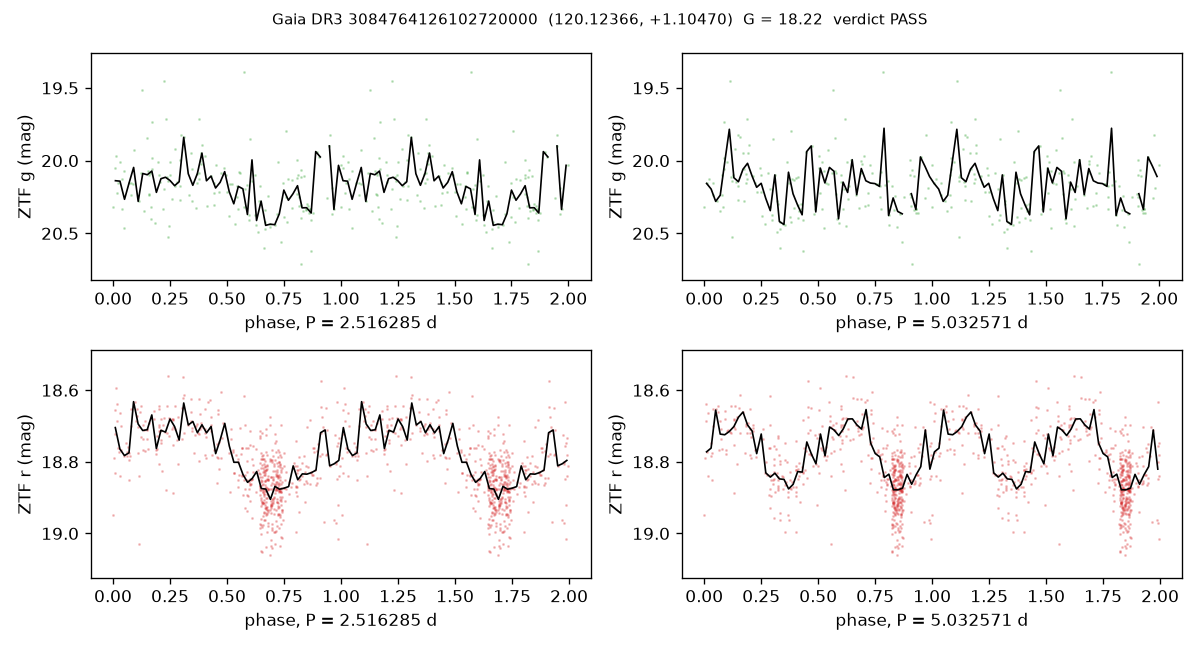 Gaia DR3 3084764126102720000  (120.12366, +1.10470)  G = 18.22  verdict PASS
ZTF g (mag)
19.5
20.0
20.5
0.00 0.25 0.50 0.75 1.00 1.25 1.50 1.75 2.00
phase, P = 2.516285 d
ZTF g (mag)
19.5
20.0
20.5
0.00 0.25 0.50 0.75 1.00 1.25 1.50 1.75 2.00
phase, P = 5.032571 d
ZTF r (mag)
18.6
18.8
19.0
0.00 0.25 0.50 0.75 1.00 1.25 1.50 1.75 2.00
phase, P = 2.516285 d
ZTF r (mag)
18.6
18.8
19.0
0.00 0.25 0.50 0.75 1.00 1.25 1.50 1.75 2.00
phase, P = 5.032571 d